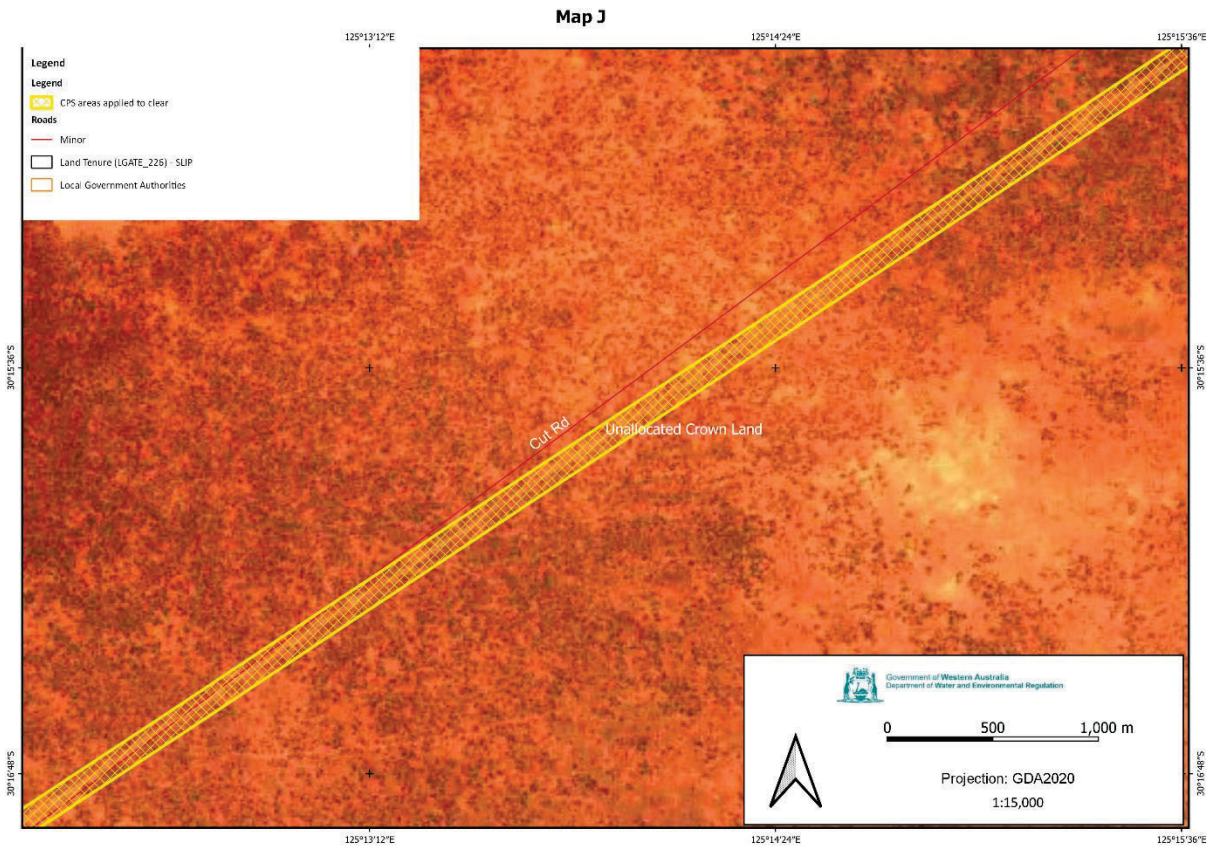 Map J
125°13'12"E
125°14'24"E
125°15'36"E
Legend
Legend
CPS areas applied to clear
Roads
Minor
Land Tenure (LGATE_226) - SLIP
Local Government Authorities
30°15'36"S
30°15'36"S
Cut Rd
Unallocated Crown Land
Government of Western Australia
Department of Water and Environmental Regulation
0 500 1,000 m
Projection: GDA2020
1:15,000
30°16'48"S
30°16'48"S
125°13'12"E
125°14'24"E
125°15'36"E